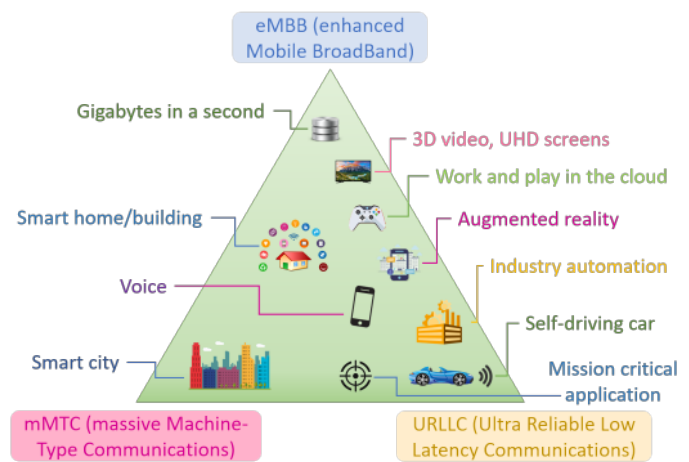 eMBB (enhanced
Mobile BroadBand)
Gigabytes in a second
3D video, UHD screens
Work and play in the cloud
Smart home/building
Augmented reality
Industry automation
Voice
Self-driving car
Smart city
Mission critical
application
mMTC (massive Machine-
Type Communications)
URLLC (Ultra Reliable Low
Latency Communications)